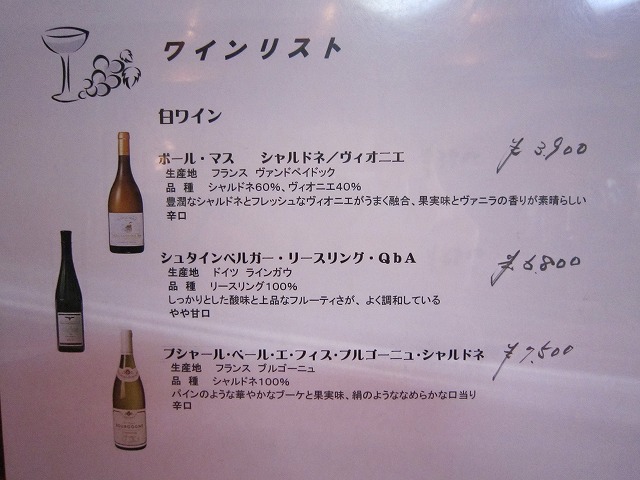 ワインリスト
白ワイン
ポール・マス シャルドネ／ヴィオニエ ¥3.900
生産地 フランス ヴァンドペイドック
品 種 シャルドネ60%、ヴィオニエ40%
豊潤なシャルドネとフレッシュなヴィオニエがうまく融合、果実味とヴァニラの香りが素晴らしい
辛口
シュタインベルガー・リースリング・QbA ¥6.800
生産地 ドイツ ラインガウ
品 種 リースリング100%
しっかりとした酸味と上品なフルーティさが、よく調和している
やや甘口
ブシャール・ペール・エ・フィス・ブルゴーニュ・シャルドネ ¥7,500
生産地 フランス ブルゴーニュ
品 種 シャルドネ100%
パインのような華やかなブーケと果実味、絹のようななめらかな口当り
辛口